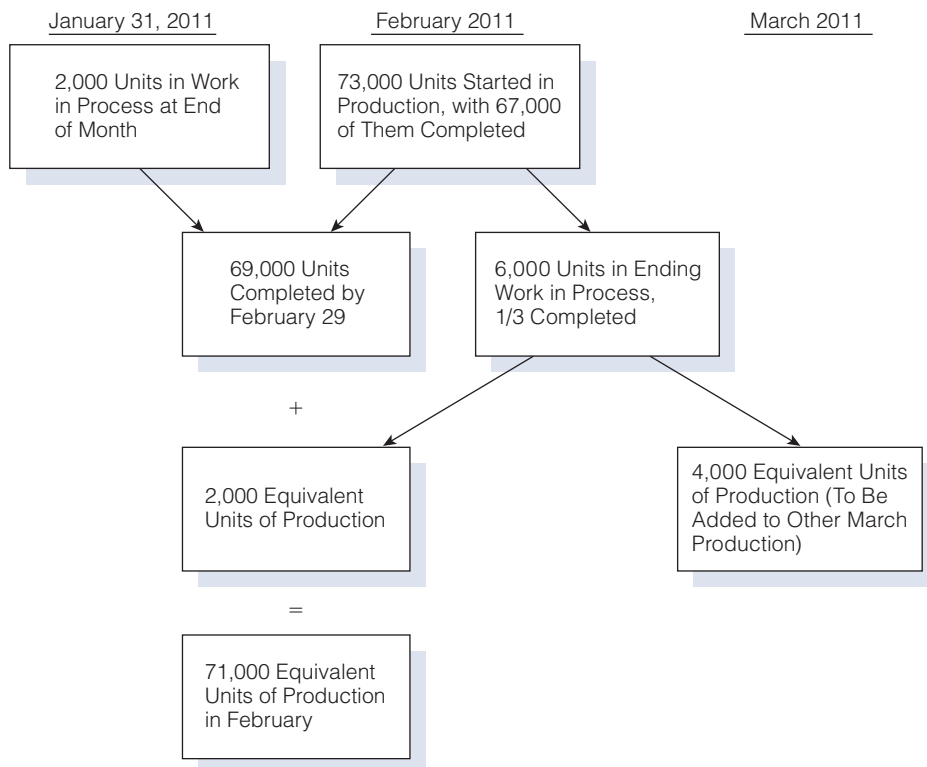 January 31, 2011
February 2011
March 2011
2,000 Units in Work
in Process at End
of Month
73,000 Units Started in
Production, with 67,000
of Them Completed
69,000 Units
Completed by
February 29
6,000 Units in Ending
Work in Process,
1/3 Completed
+
2,000 Equivalent
Units of Production
4,000 Equivalent Units
of Production (To Be
Added to Other March
Production)
=
71,000 Equivalent
Units of Production
in February